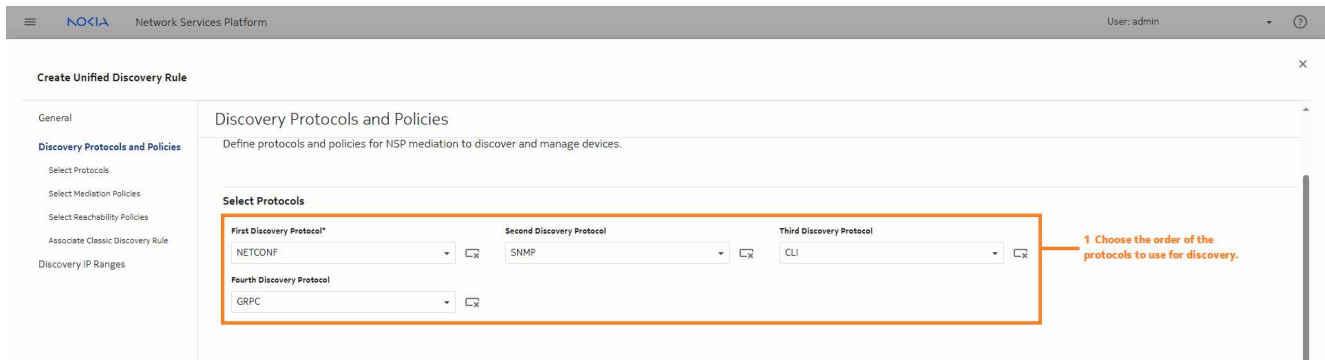 NOKIA Network Services Platform User: admin
Create Unified Discovery Rule
General
Discovery Protocols and Policies
Select Protocols
Select Mediation Policies
Select Reachability Policies
Associate Classic Discovery Rule
Discovery IP Ranges
Discovery Protocols and Policies
Define protocols and policies for NSP mediation to discover and manage devices.
Select Protocols
First Discovery Protocol* Second Discovery Protocol Third Discovery Protocol
NETCONF SNMP CLI
Fourth Discovery Protocol
GRPC
1 Choose the order of the
protocols to use for discovery.